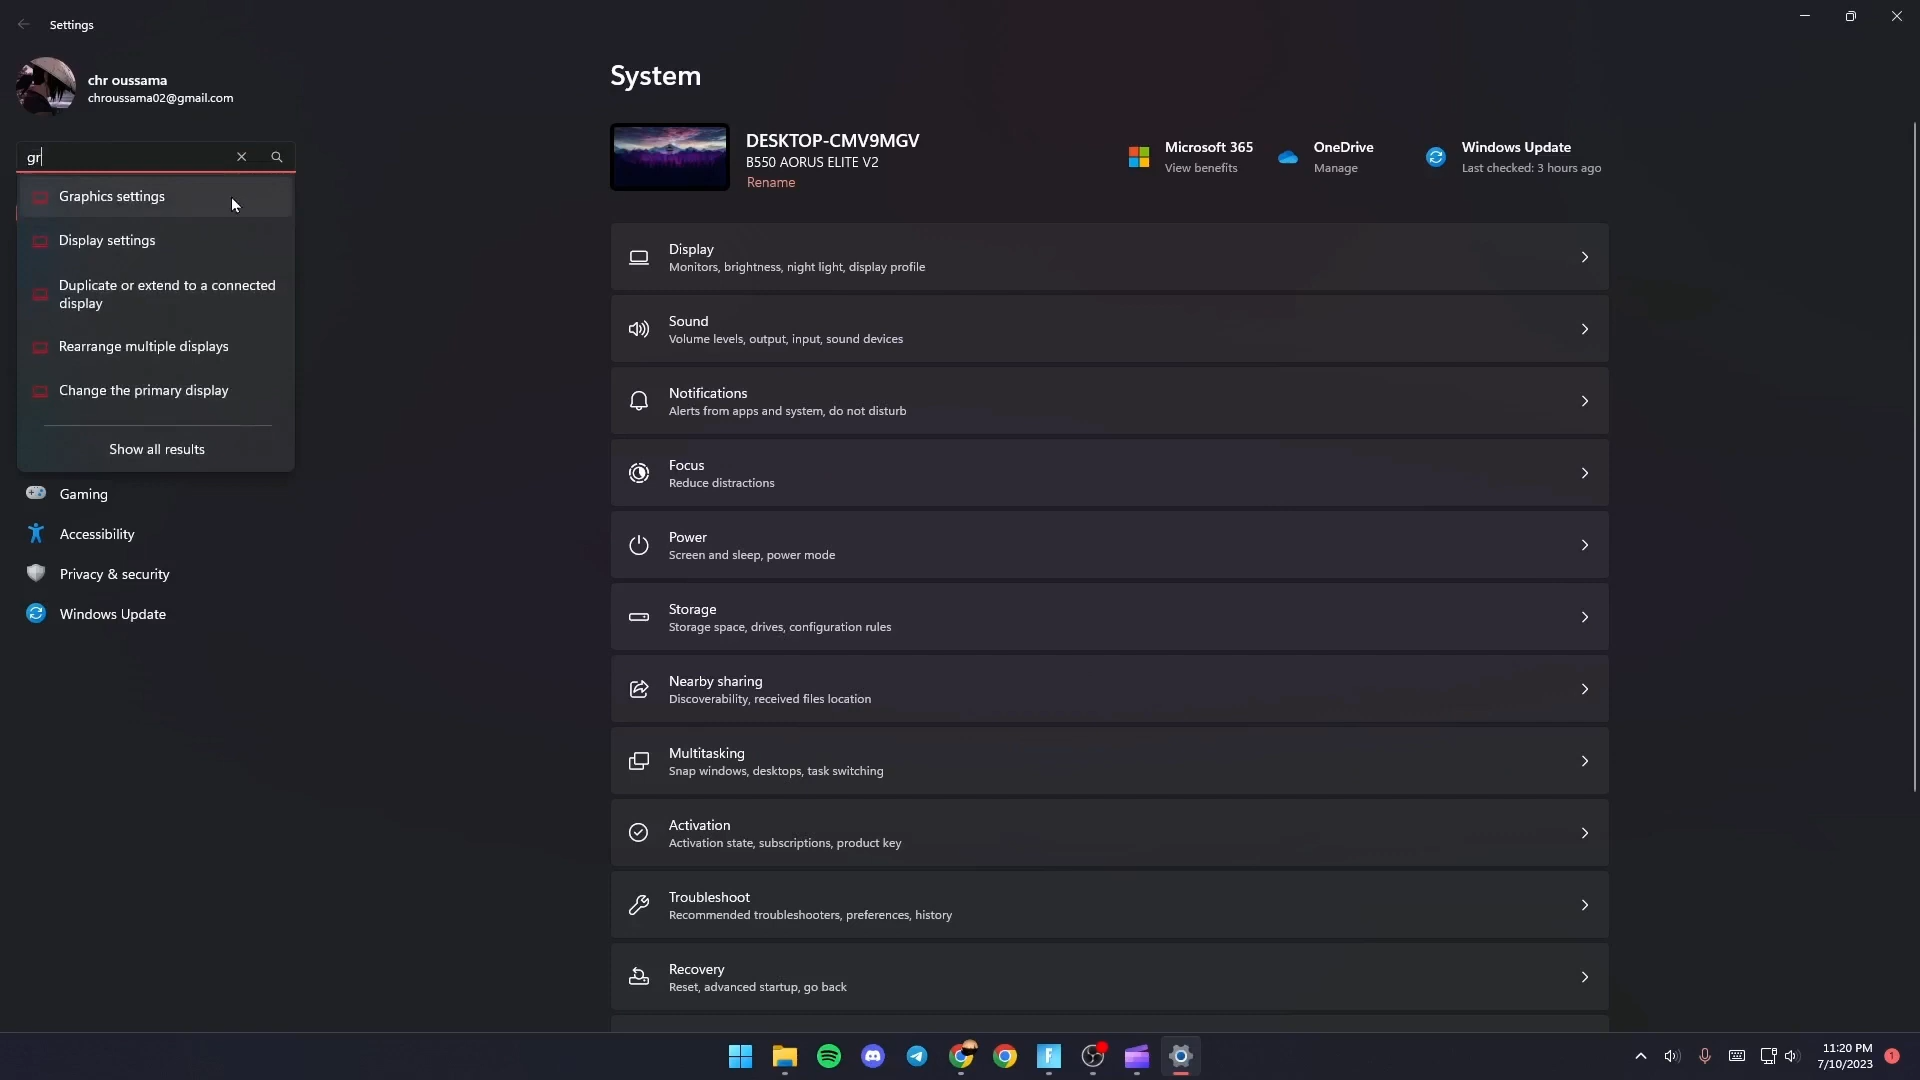 Settings
chr oussama
chroussama02@gmail.com
gr
Graphics settings
Display settings
Duplicate or extend to a connected
display
Rearrange multiple displays
Change the primary display
Show all results
Gaming
Accessibility
Privacy & security
Windows Update
System
DESKTOP-CMV9MGV
B550 AORUS ELITE V2
Rename
Microsoft 365
View benefits
OneDrive
Manage
Windows Update
Last checked: 3 hours ago
Display
Monitors, brightness, night light, display profile
Sound
Volume levels, output, input, sound devices
Notifications
Alerts from apps and system, do not disturb
Focus
Reduce distractions
Power
Screen and sleep, power mode
Storage
Storage space, drives, configuration rules
Nearby sharing
Discoverability, received files location
Multitasking
Snap windows, desktops, task switching
Activation
Activation state, subscriptions, product key
Troubleshoot
Recommended troubleshooters, preferences, history
Recovery
Reset, advanced startup, go back
11:20 PM
7/10/2023
1